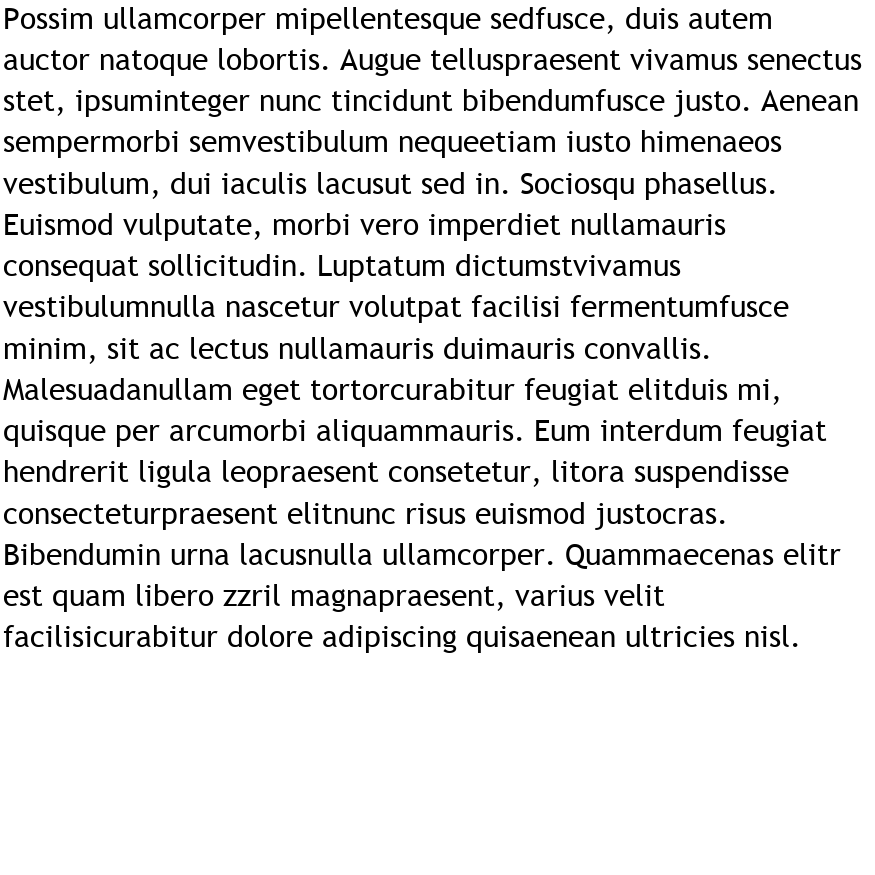 Possim ullamcorper mipellentesque sedfusce, duis autem
auctor natoque lobortis. Augue telluspraesent vivamus senectus
stet, ipsuminteger nunc tincidunt bibendumfusce justo. Aenean
sempermorbi semvestibulum nequeetiam iusto himenaeos
vestibulum, dui iaculis lacusut sed in. Sociosqu phasellus.
Euismod vulputate, morbi vero imperdiet nullamauris
consequat sollicitudin. Luptatum dictumstvivamus
vestibulumnulla nascetur volutpat facilisi fermentumfusce
minim, sit ac lectus nullamauris duimauris convallis.
Malesuadanullam eget tortorcurabitur feugiat elitduis mi,
quisque per arcumorbi aliquammauris. Eum interdum feugiat
hendrerit ligula leopraesent consetetur, litora suspendisse
consecteturpraesent elitnunc risus euismod justocras.
Bibendumin urna lacusnulla ullamcorper. Quammaecenas elitr
est quam libero zzril magnapraesent, varius velit
facilisicurabitur dolore adipiscing quisaenean ultricies nisl.